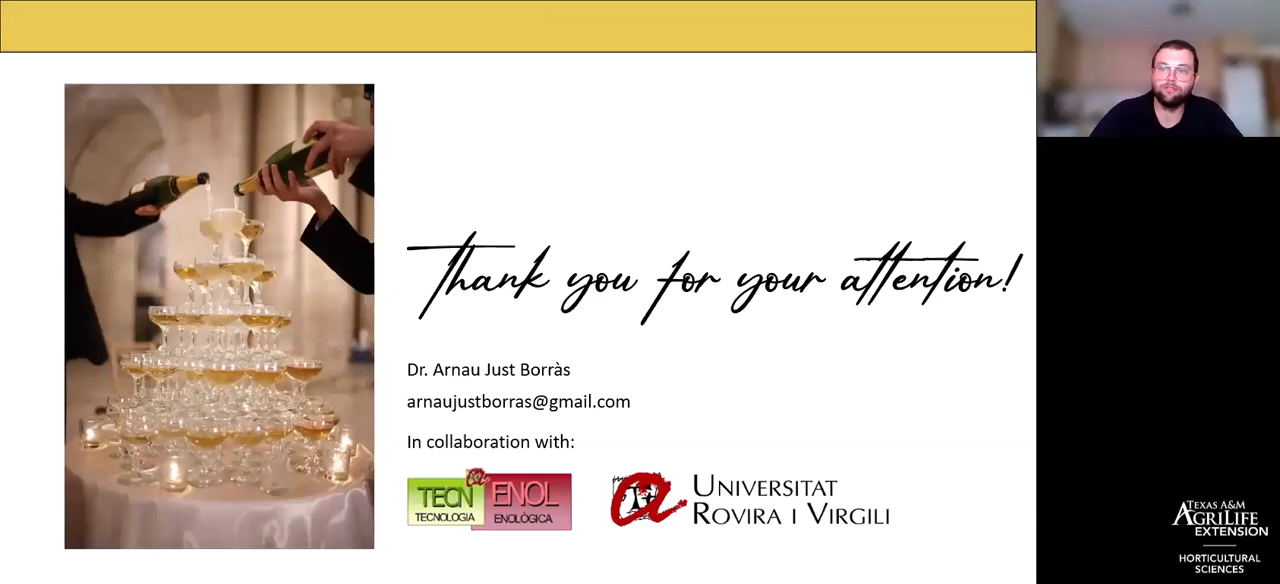 Thank you for your attention!
Dr. Arnau Just Borràs
arnaujustborras@gmail.com
In collaboration with:
TECN ENOL
TECNOLOGIA ENOLÒGICA
UNIVERSITAT
ROVIRA I VIRGILI
TEXAS A&M
AGRILIFE
EXTENSION
HORTICULTURAL
SCIENCES